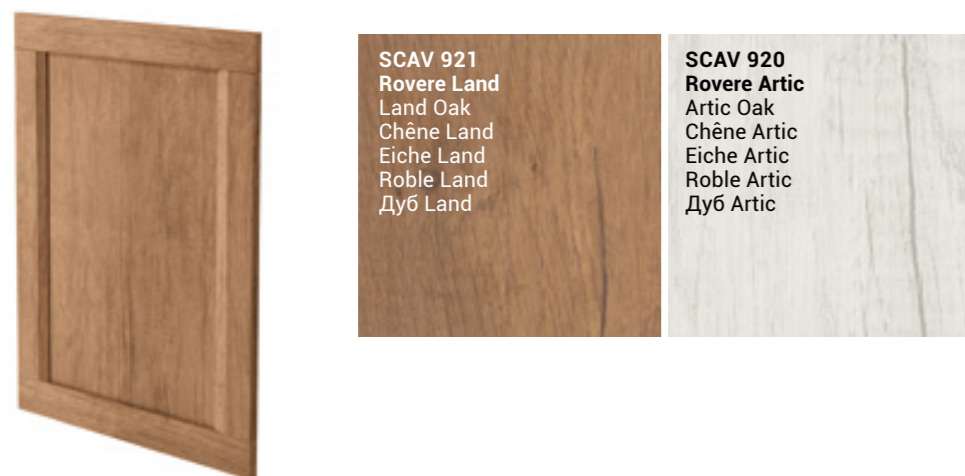 SCAV 921
Rovere Land
Land Oak
Chêne Land
Eiche Land
Roble Land
Дуб Land
SCAV 920
Rovere Artic
Artic Oak
Chêne Artic
Eiche Artic
Roble Artic
Дуб Artic